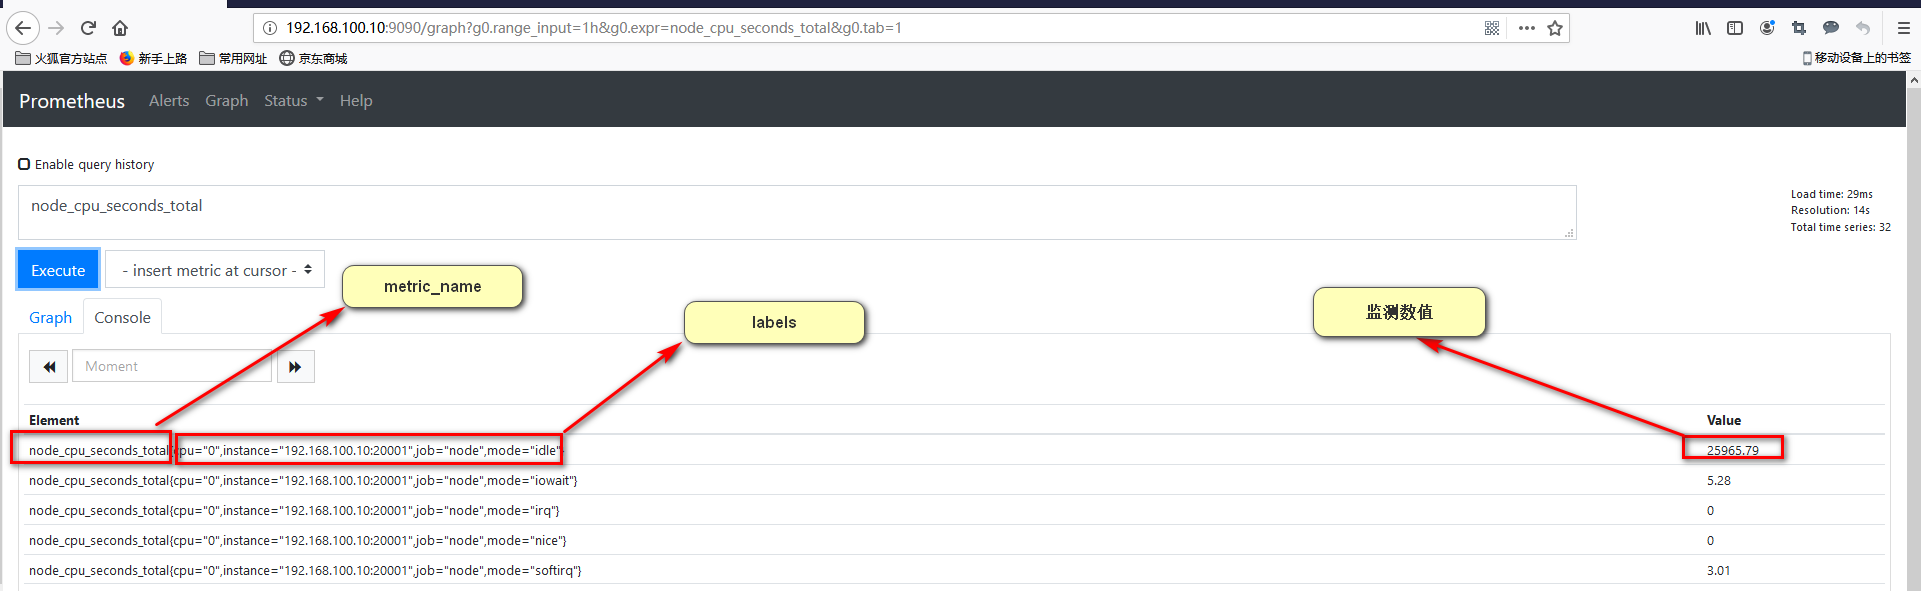 192.168.100.10:9090/graph?g0.range_input=1h&g0.expr=node_cpu_seconds_total&g0.tab=1
火狐官方站点 新手上路 常用网址 京东商城 移动设备上的书签
Prometheus Alerts Graph Status Help
Enable query history
node_cpu_seconds_total
Load time: 29ms
Resolution: 14s
Total time series: 32
Execute - insert metric at cursor -
metric_name
labels
监测数值
Graph Console
Moment
Element Value
node_cpu_seconds_total{cpu="0",instance="192.168.100.10:20001",job="node",mode="idle"} 25965.79
node_cpu_seconds_total{cpu="0",instance="192.168.100.10:20001",job="node",mode="iowait"} 5.28
node_cpu_seconds_total{cpu="0",instance="192.168.100.10:20001",job="node",mode="irq"} 0
node_cpu_seconds_total{cpu="0",instance="192.168.100.10:20001",job="node",mode="nice"} 0
node_cpu_seconds_total{cpu="0",instance="192.168.100.10:20001",job="node",mode="softirq"} 3.01